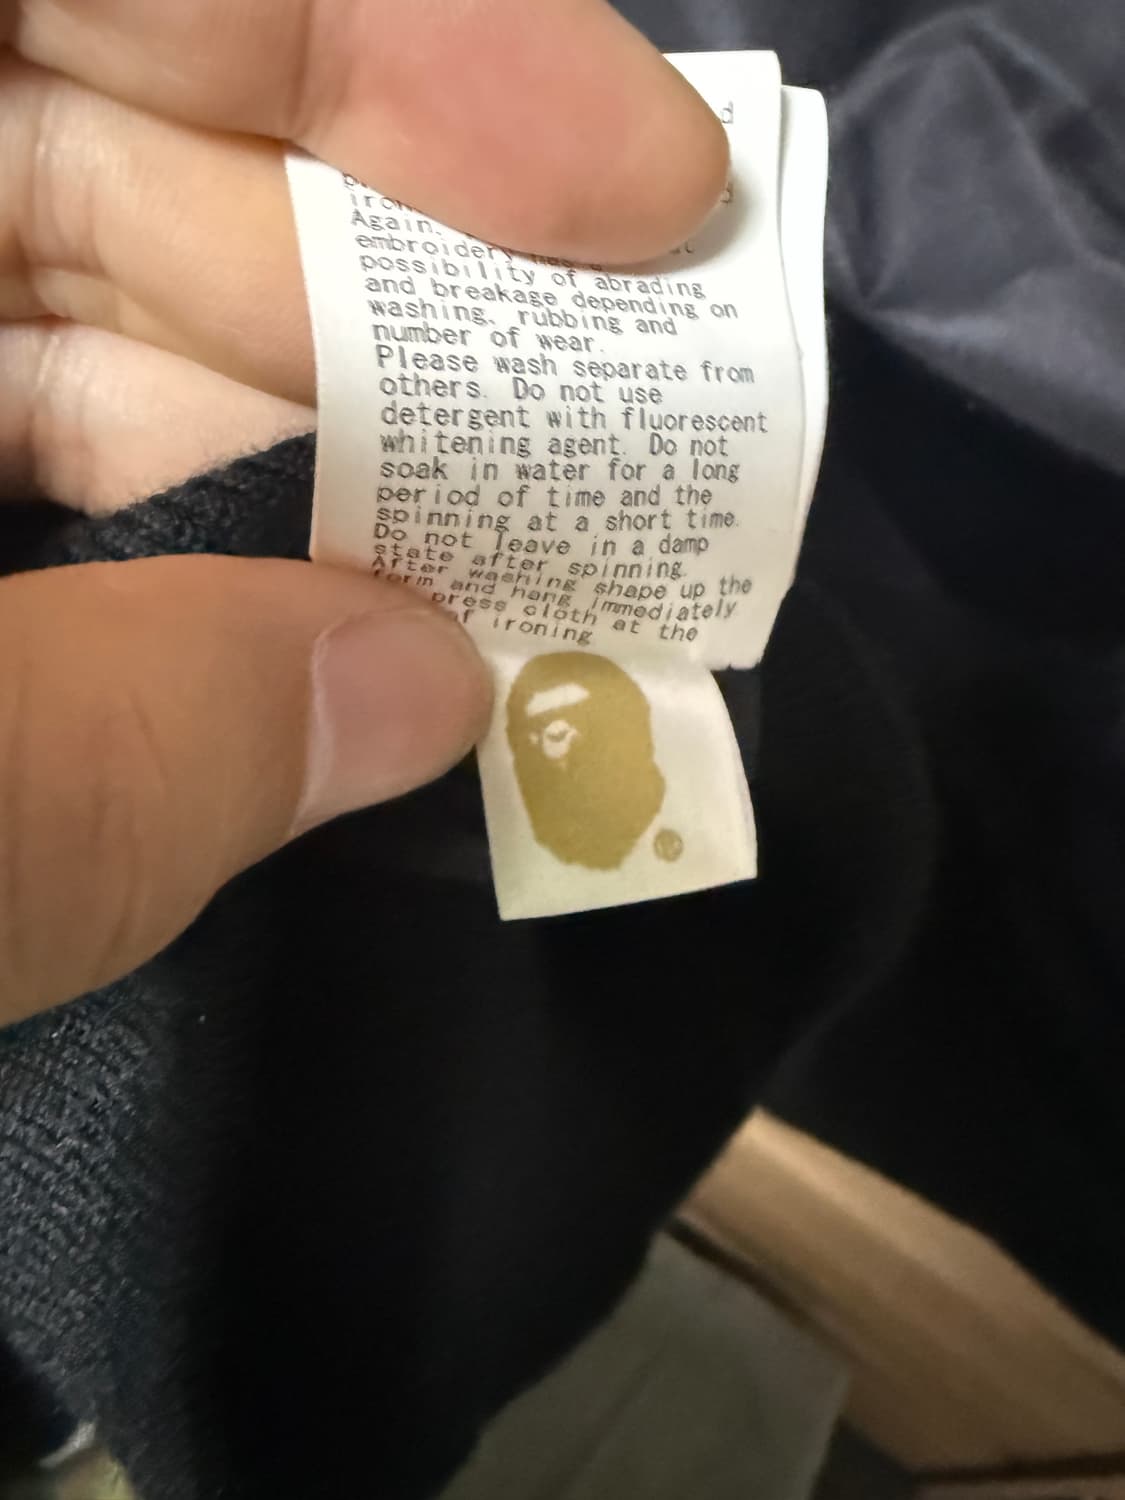 Again,
embroidery has a
possibility of abrading
and breakage depending on
washing, rubbing and
number of wear.
Please wash separate from
others. Do not use
detergent with fluorescent
whitening agent. Do not
soak in water for a long
period of time and the
spinning at a short time.
Do not leave in a damp
state after spinning.
After washing shape up the
form and hang immediately
press cloth at the
of ironing
®